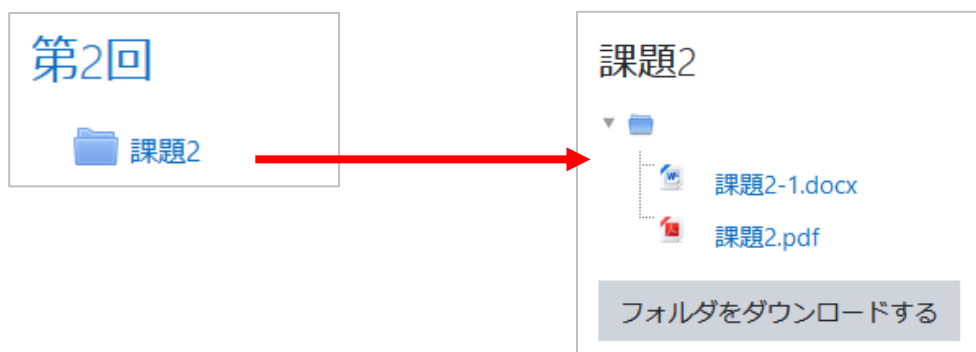 第2回
課題2
課題2
課題2-1.docx
課題2.pdf
フォルダをダウンロードする